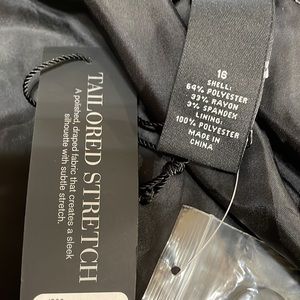 TAILORED STRETCH
A polished, draped fabric that creates a sleek
silhouette with subtle stretch.
16
SHELL:
64% POLYESTER
33% RAYON
3% SPANDEX
LINING:
100% POLYESTER
MADE IN
CHINA